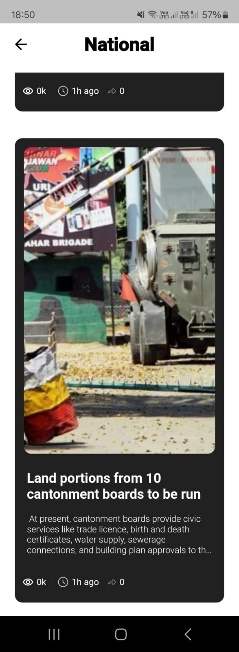 18:50
57%
National
0k
1h ago
0
JAWAN
CLUB
URI
STOP
AHAR BRIGADE
Land portions from 10
cantonment boards to be run
At present, cantonment boards provide civic
services like trade licence, birth and death
certificates, water supply, sewerage
connections, and building plan approvals to th...
0k
1h ago
0